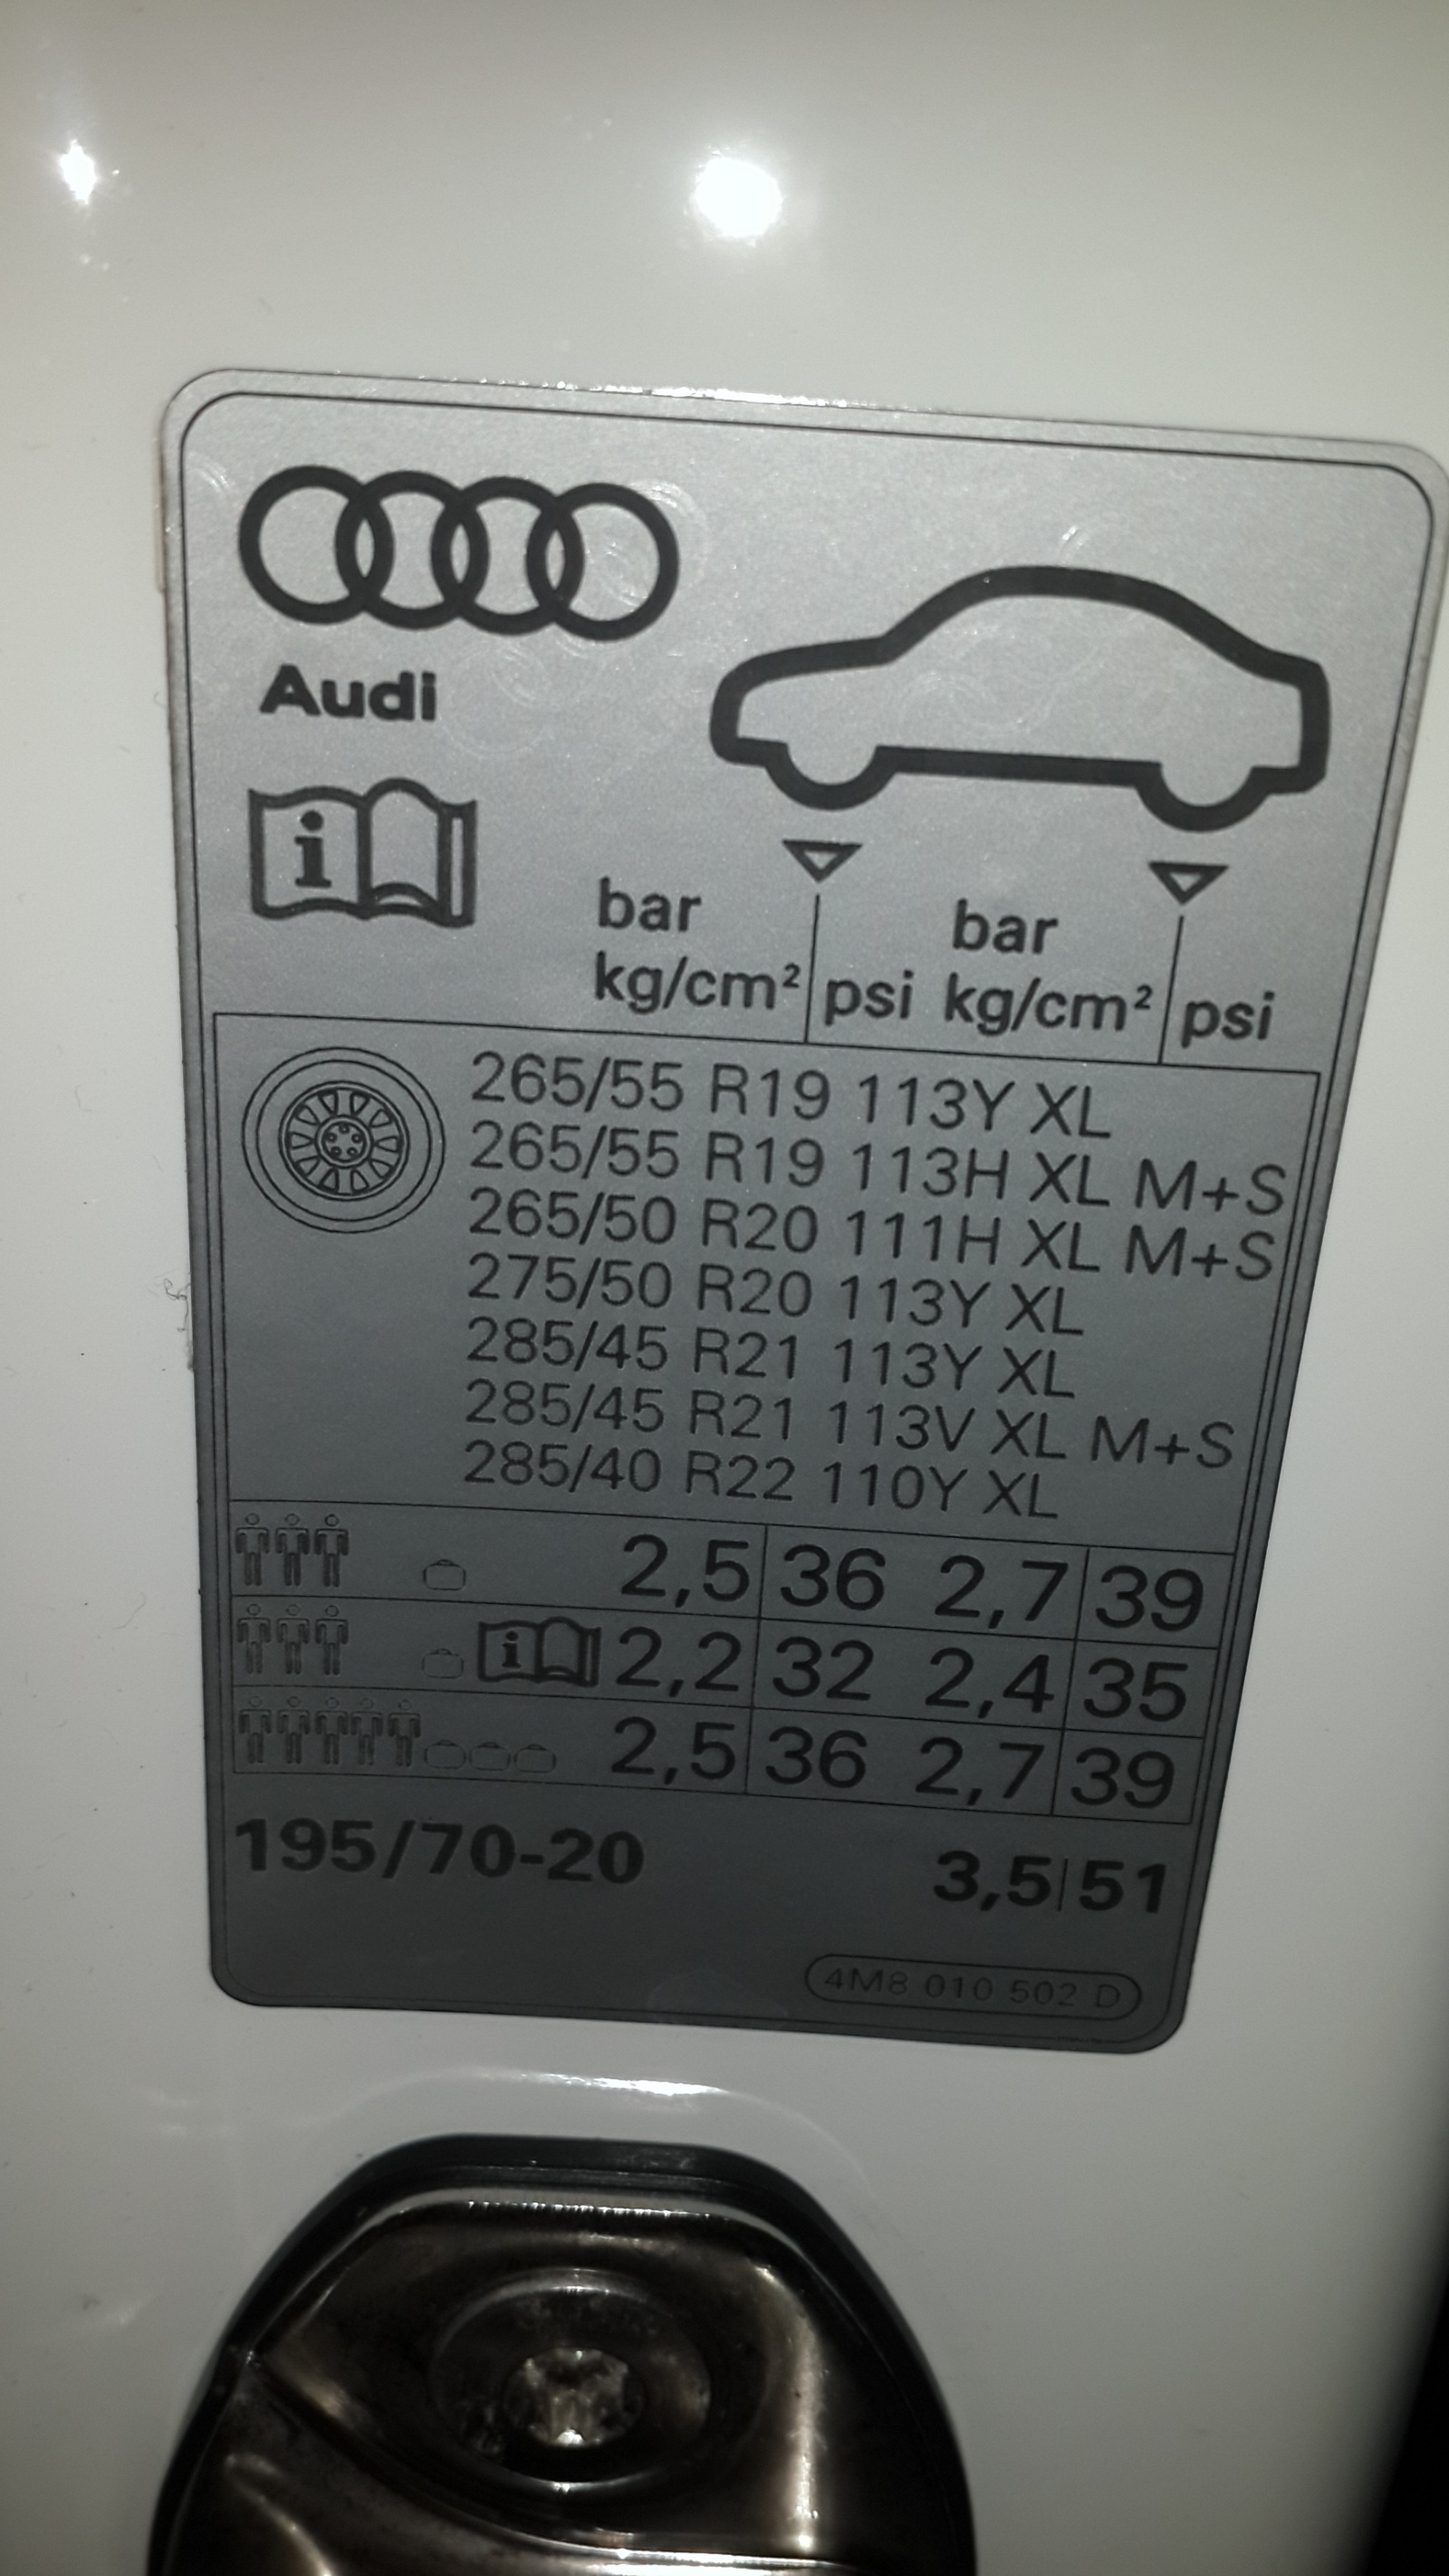 Audi
i
bar bar
kg/cm² psi kg/cm² psi
265/55 R19 113Y XL
265/55 R19 113H XL M+S
265/50 R20 111H XL M+S
275/50 R20 113Y XL
285/45 R21 113Y XL
285/45 R21 113V XL M+S
285/40 R22 110Y XL
2,5 36 2,7 39
i 2,2 32 2,4 35
2,5 36 2,7 39
195/70-20 3,5|51
4M8 010 502 D